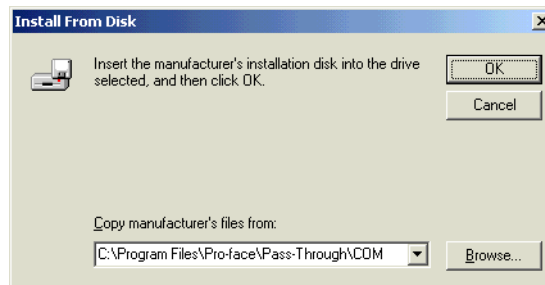 Install From Disk
Insert the manufacturer's installation disk into the drive
selected, and then click OK.
OK
Cancel
Copy manufacturer's files from:
C:\Program Files\Pro-face\Pass-Through\COM
Browse...